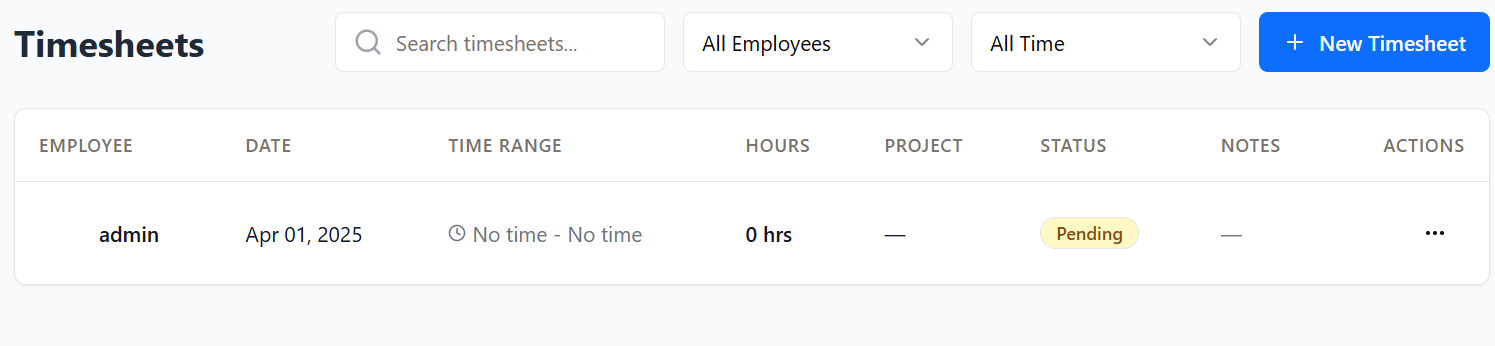 Timesheets Search timesheets... All Employees All Time + New Timesheet
EMPLOYEE DATE TIME RANGE HOURS PROJECT STATUS NOTES ACTIONS
admin Apr 01, 2025 No time - No time 0 hrs — Pending — ...